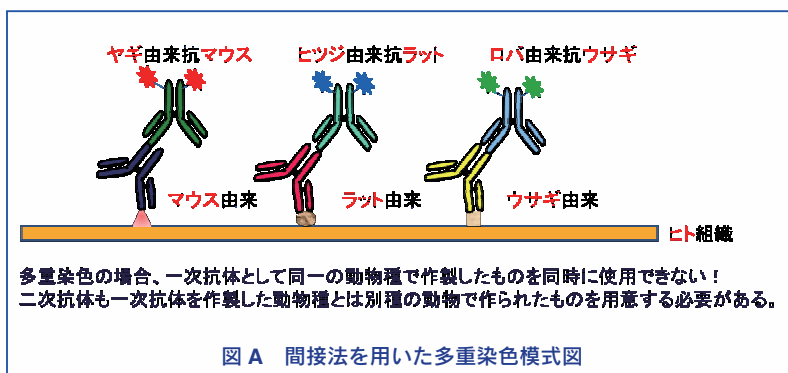 ヤギ由来抗マウス ヒツジ由来抗ラット ロバ由来抗ウサギ
マウス由来 ラット由来 ウサギ由来
ヒト組織
多重染色の場合、一次抗体として同一の動物種で作製したものを同時に使用できない！
二次抗体も一次抗体を作製した動物種とは別種の動物で作られたものを用意する必要がある。
図 A 間接法を用いた多重染色模式図